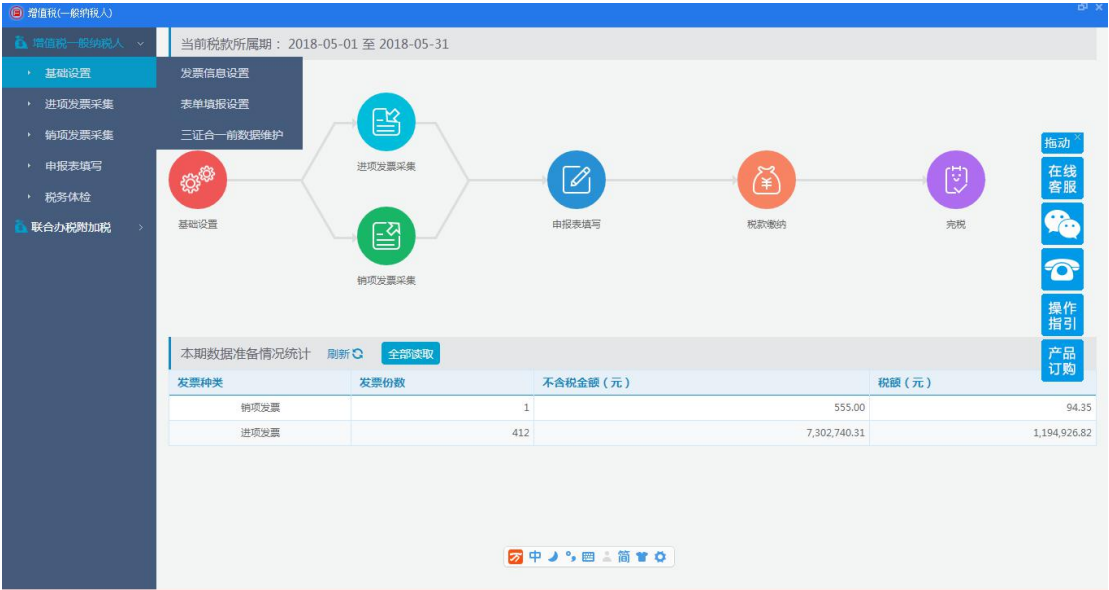 增值税(一般纳税人)
增值税一般纳税人
基础设置
进项发票采集
销项发票采集
申报表填写
税务体检
联合办税附加税
发票信息设置
表单填报设置
三证合一前数据维护
当前税款所属期： 2018-05-01 至 2018-05-31
基础设置
进项发票采集
销项发票采集
申报表填写
税款缴纳
完税
拖动
在线
客服
操作
指引
产品
订购
本期数据准备情况统计 刷新 全部读取
发票种类 发票份数 不含税金额（元） 税额（元）
销项发票 1 555.00 94.35
进项发票 412 7,302,740.31 1,194,926.82
中 简